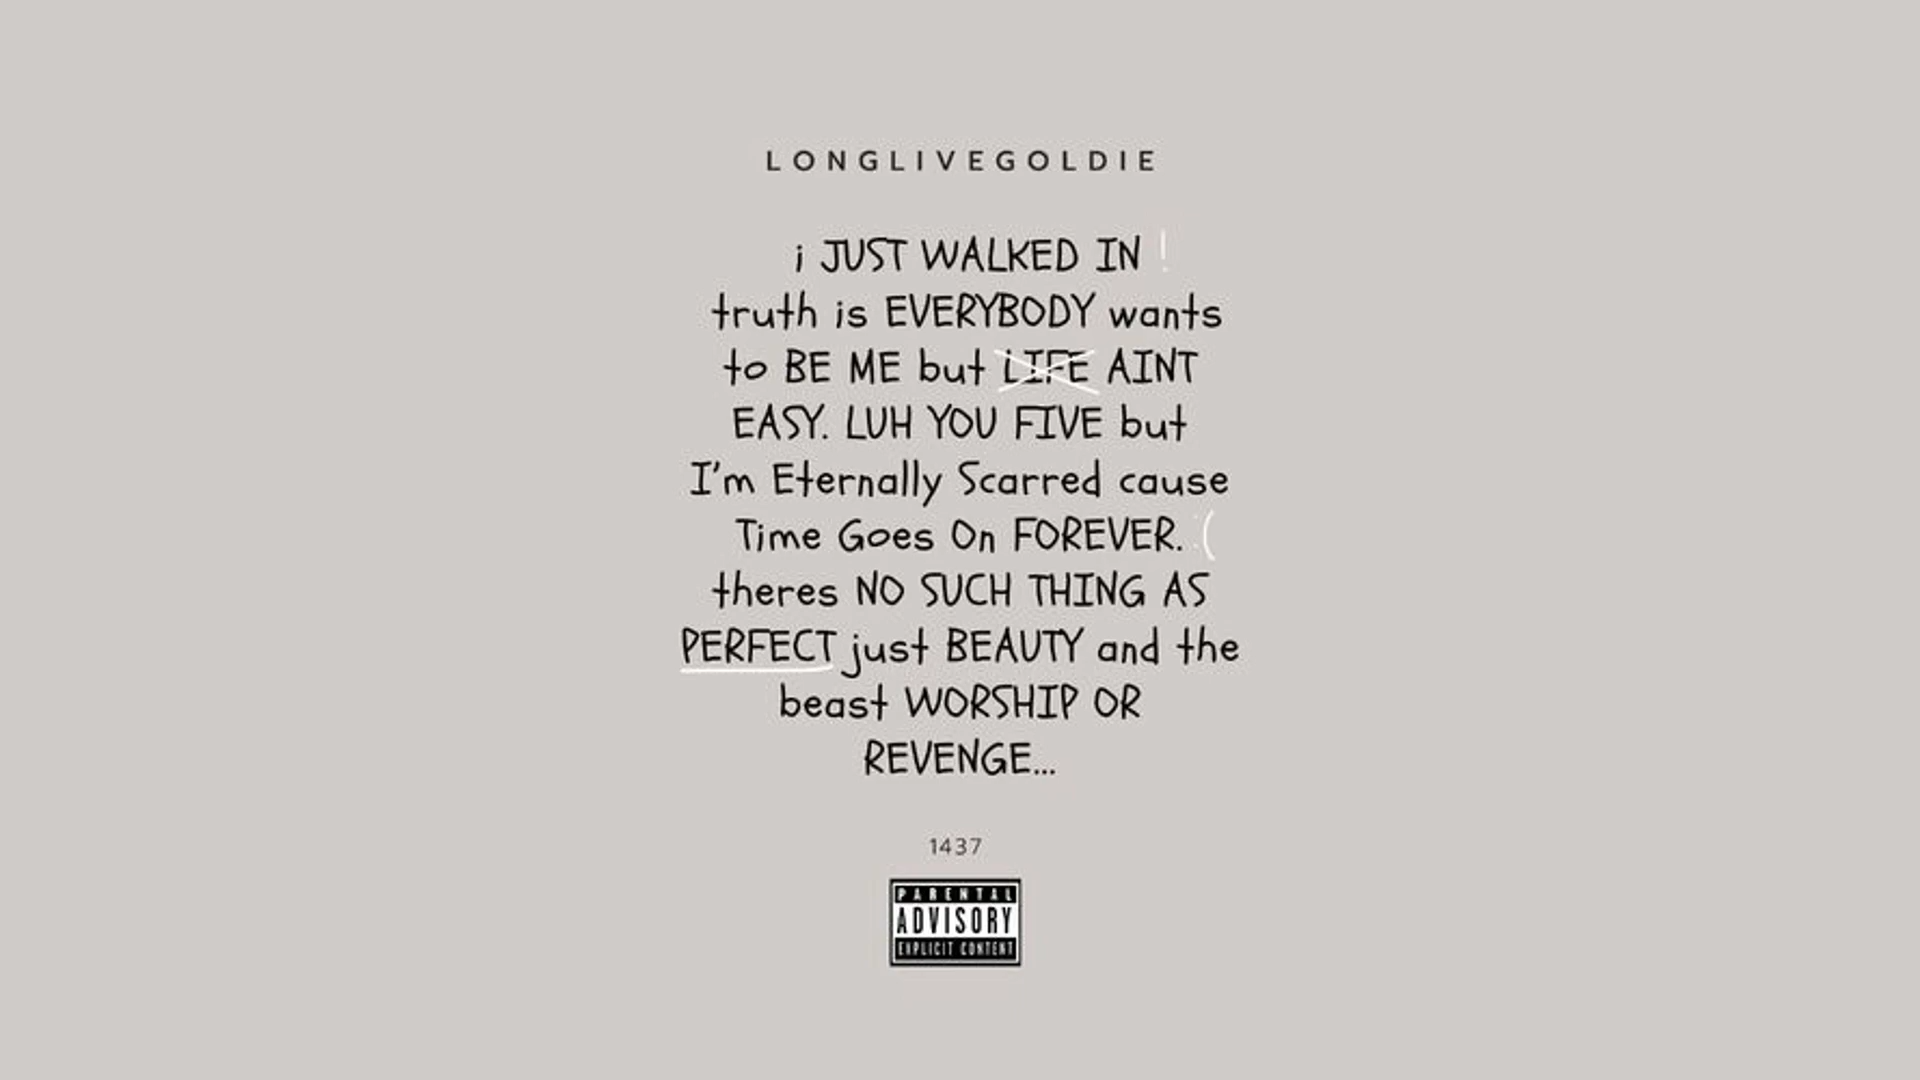 LONGLIVEGOLDIE
i JUST WALKED IN !
truth is EVERYBODY wants
to BE ME but LIFE AINT
EASY. LUH YOU FIVE but
I'm Eternally Scarred cause
Time Goes On FOREVER. :(
theres NO SUCH THING AS
PERFECT just BEAUTY and the
beast WORSHIP OR
REVENGE...
1437
PARENTAL
ADVISORY
EXPLICIT CONTENT